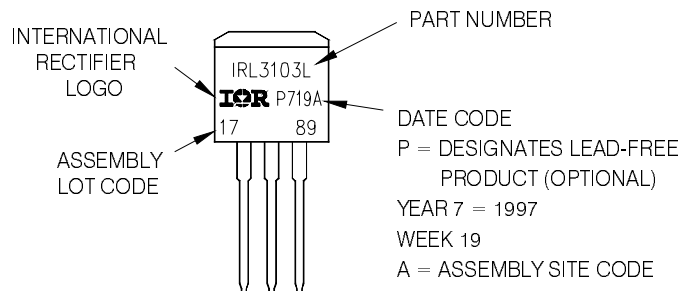 INTERNATIONAL
RECTIFIER
LOGO
ASSEMBLY
LOT CODE
PART NUMBER
IRL3103L
IOR P719A
17 89
DATE CODE
P = DESIGNATES LEAD-FREE
PRODUCT (OPTIONAL)
YEAR 7 = 1997
WEEK 19
A = ASSEMBLY SITE CODE